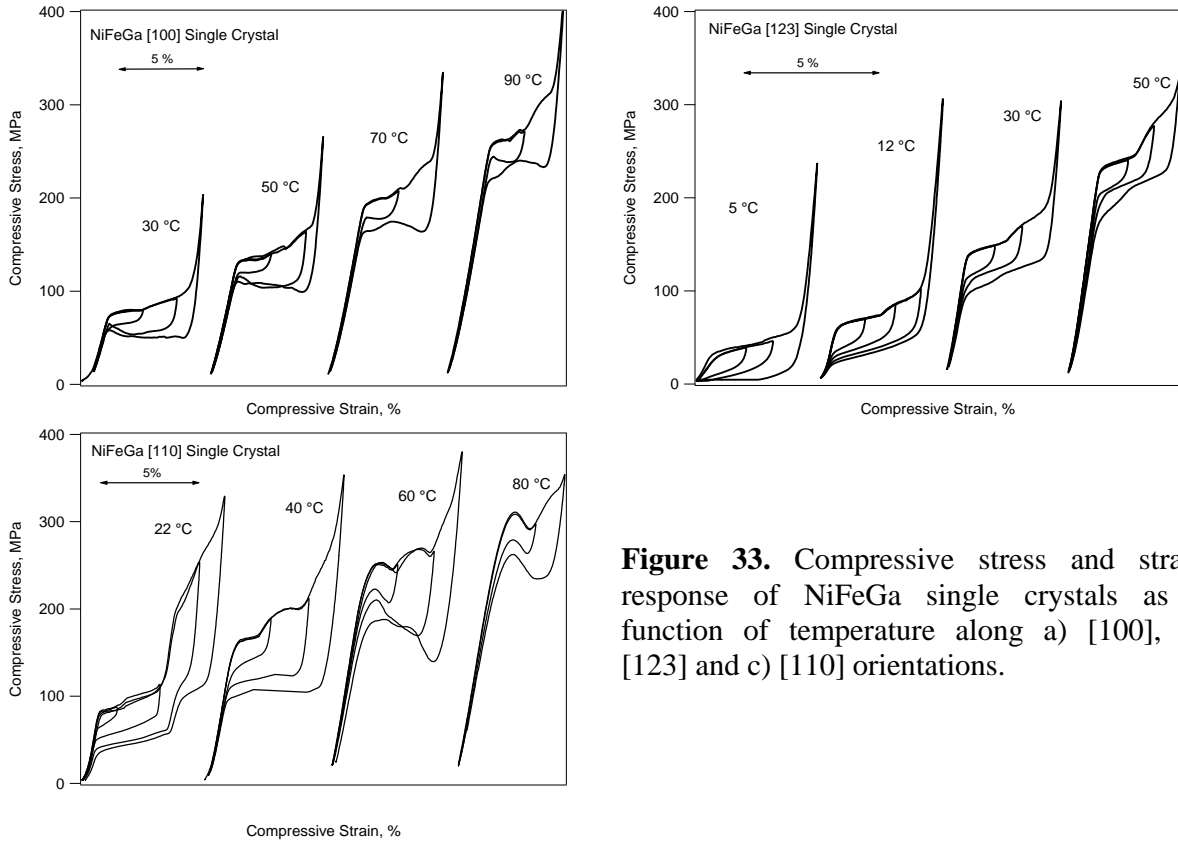 400
300
200
100
0
Compressive Stress, MPa
NiFeGa [100] Single Crystal
5 %
30 °C
50 °C
70 °C
90 °C
Compressive Strain, %
400
300
200
100
0
Compressive Stress, MPa
NiFeGa [123] Single Crystal
5 %
5 °C
12 °C
30 °C
50 °C
Compressive Strain, %
400
300
200
100
0
Compressive Stress, MPa
NiFeGa [110] Single Crystal
5%
22 °C
40 °C
60 °C
80 °C
Compressive Strain, %
Figure 33. Compressive stress and stra
response of NiFeGa single crystals as
function of temperature along a) [100],
[123] and c) [110] orientations.